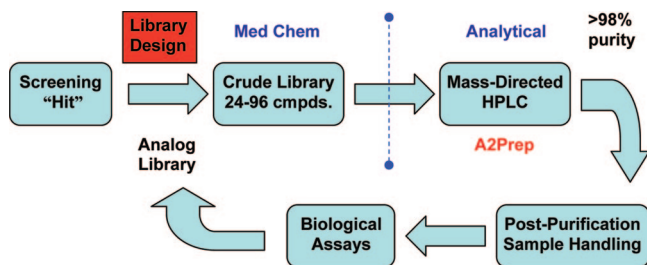 Library
Design
Med Chem
Analytical
>98%
purity
Screening
“Hit”
Crude Library
24-96 cmpds.
Mass-Directed
HPLC
Analog
Library
A2Prep
Biological
Assays
Post-Purification
Sample Handling